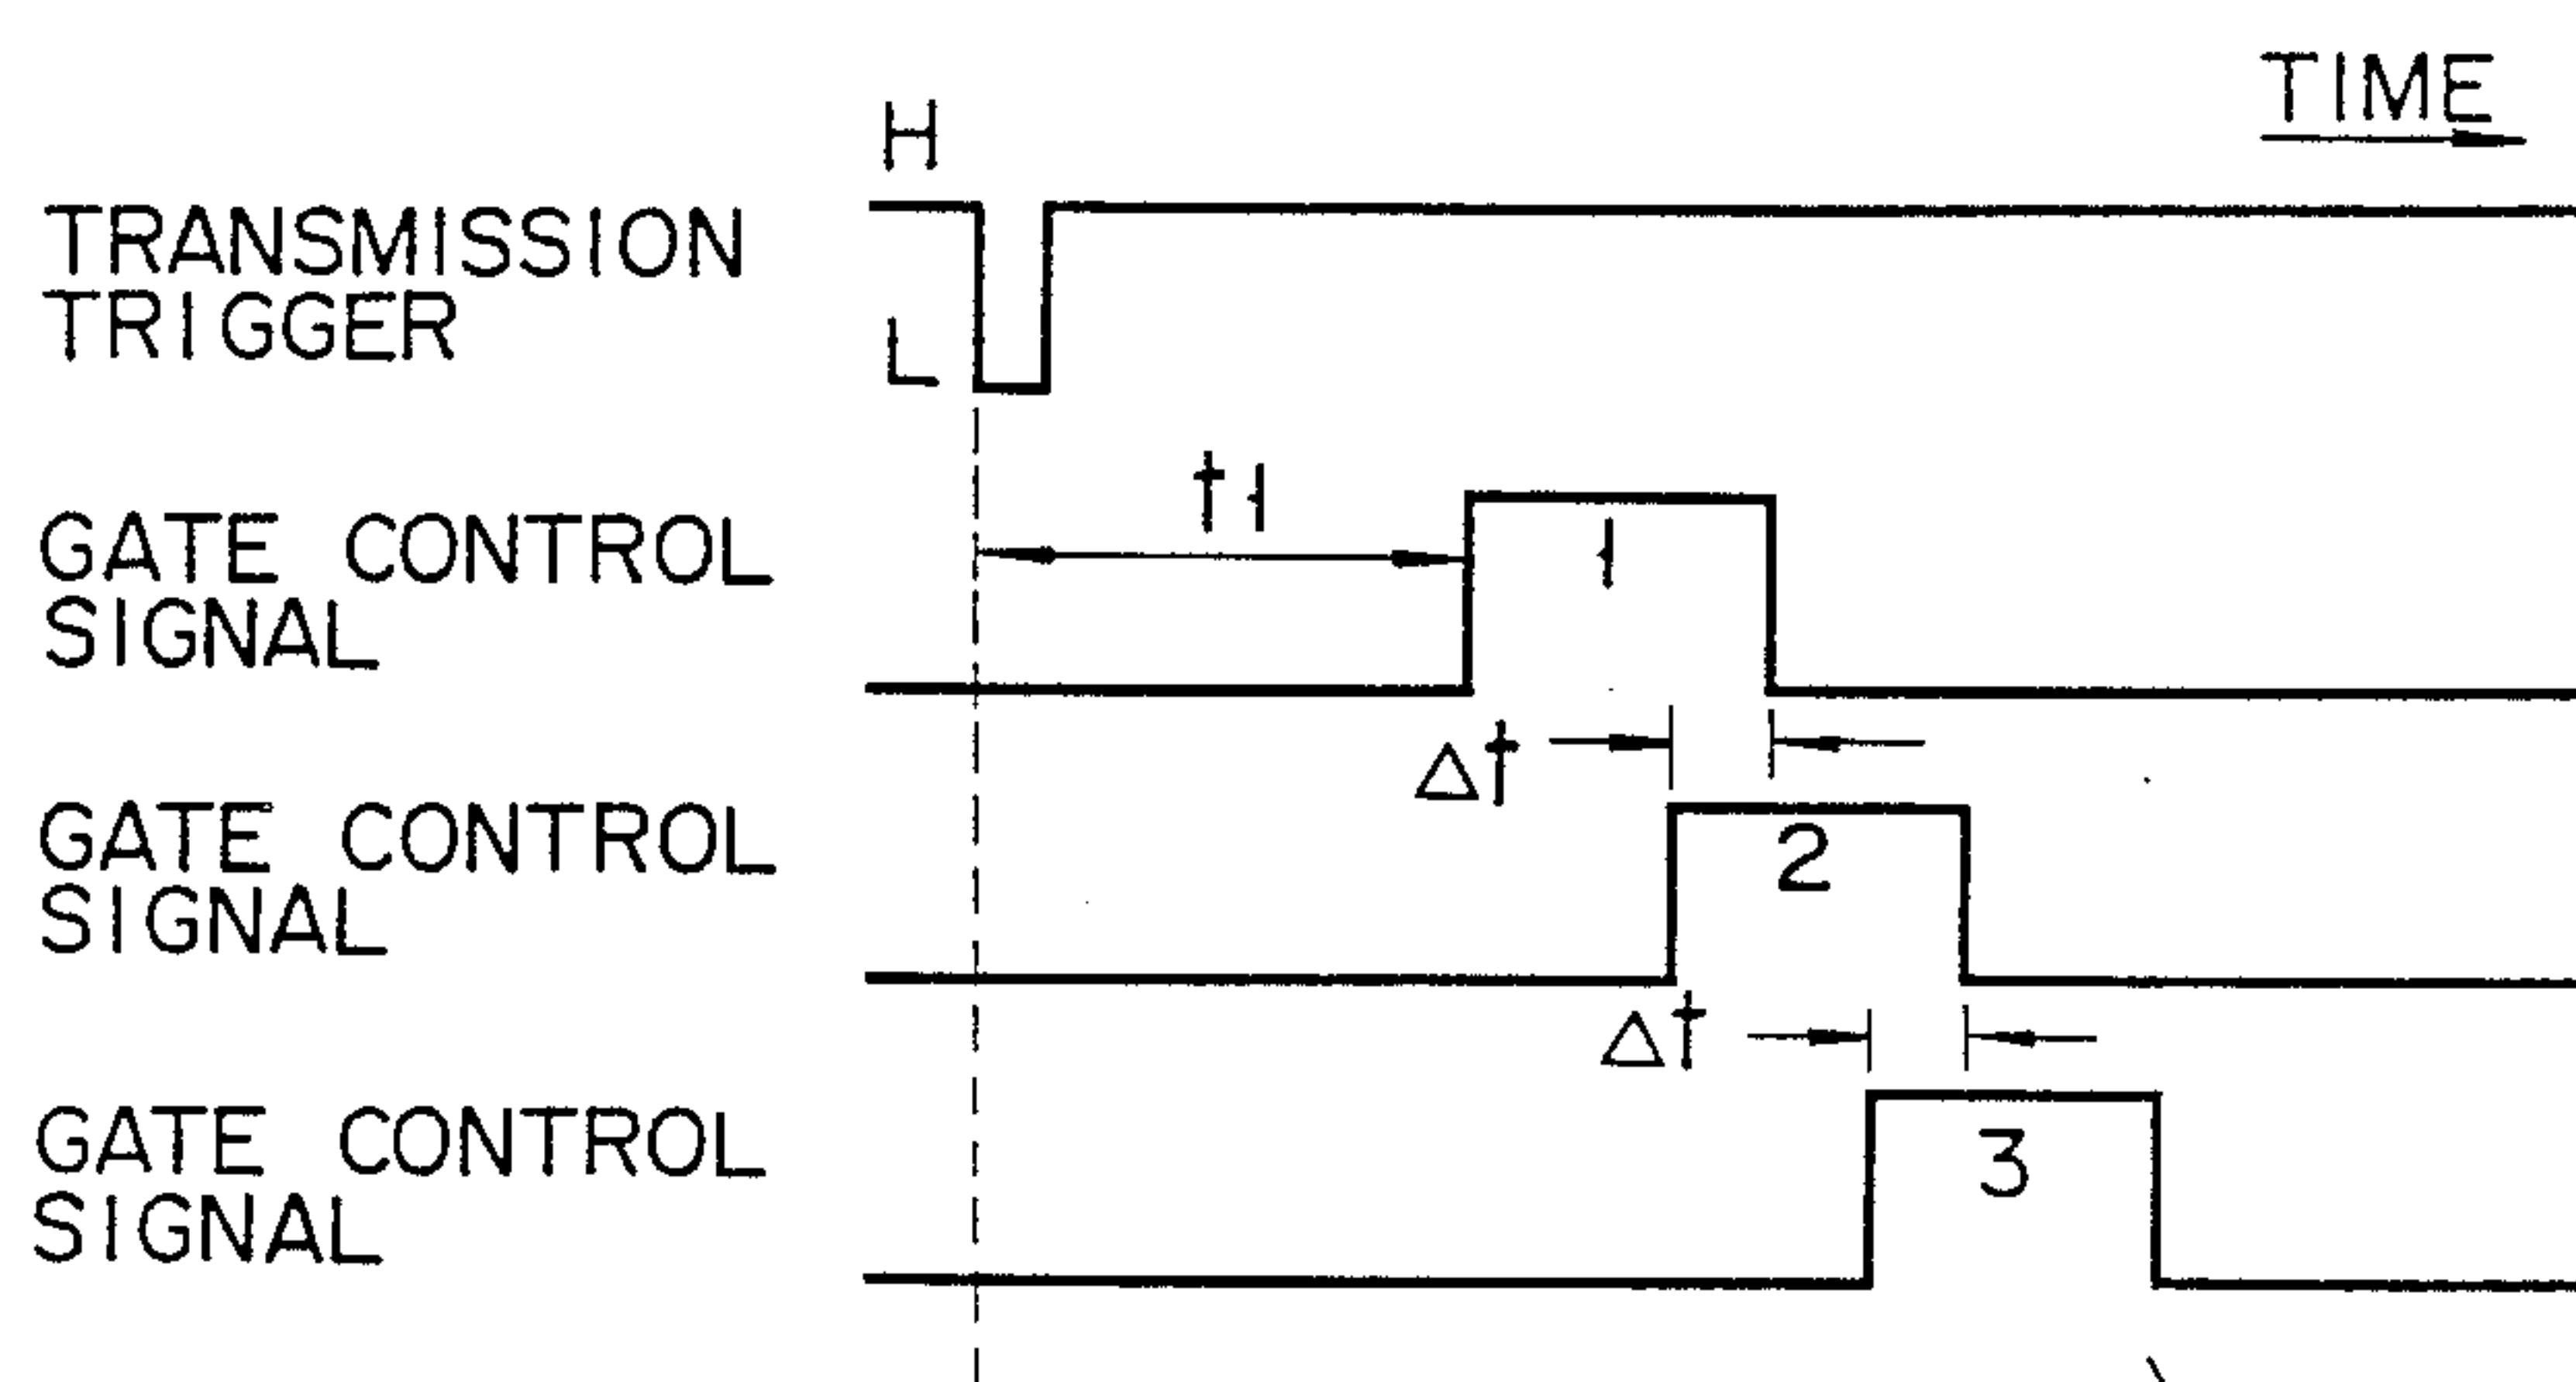 TIME
H
TRANSMISSION
TRIGGER
L
t1
GATE CONTROL
SIGNAL
1
Δt
GATE CONTROL
SIGNAL
2
Δt
GATE CONTROL
SIGNAL
3